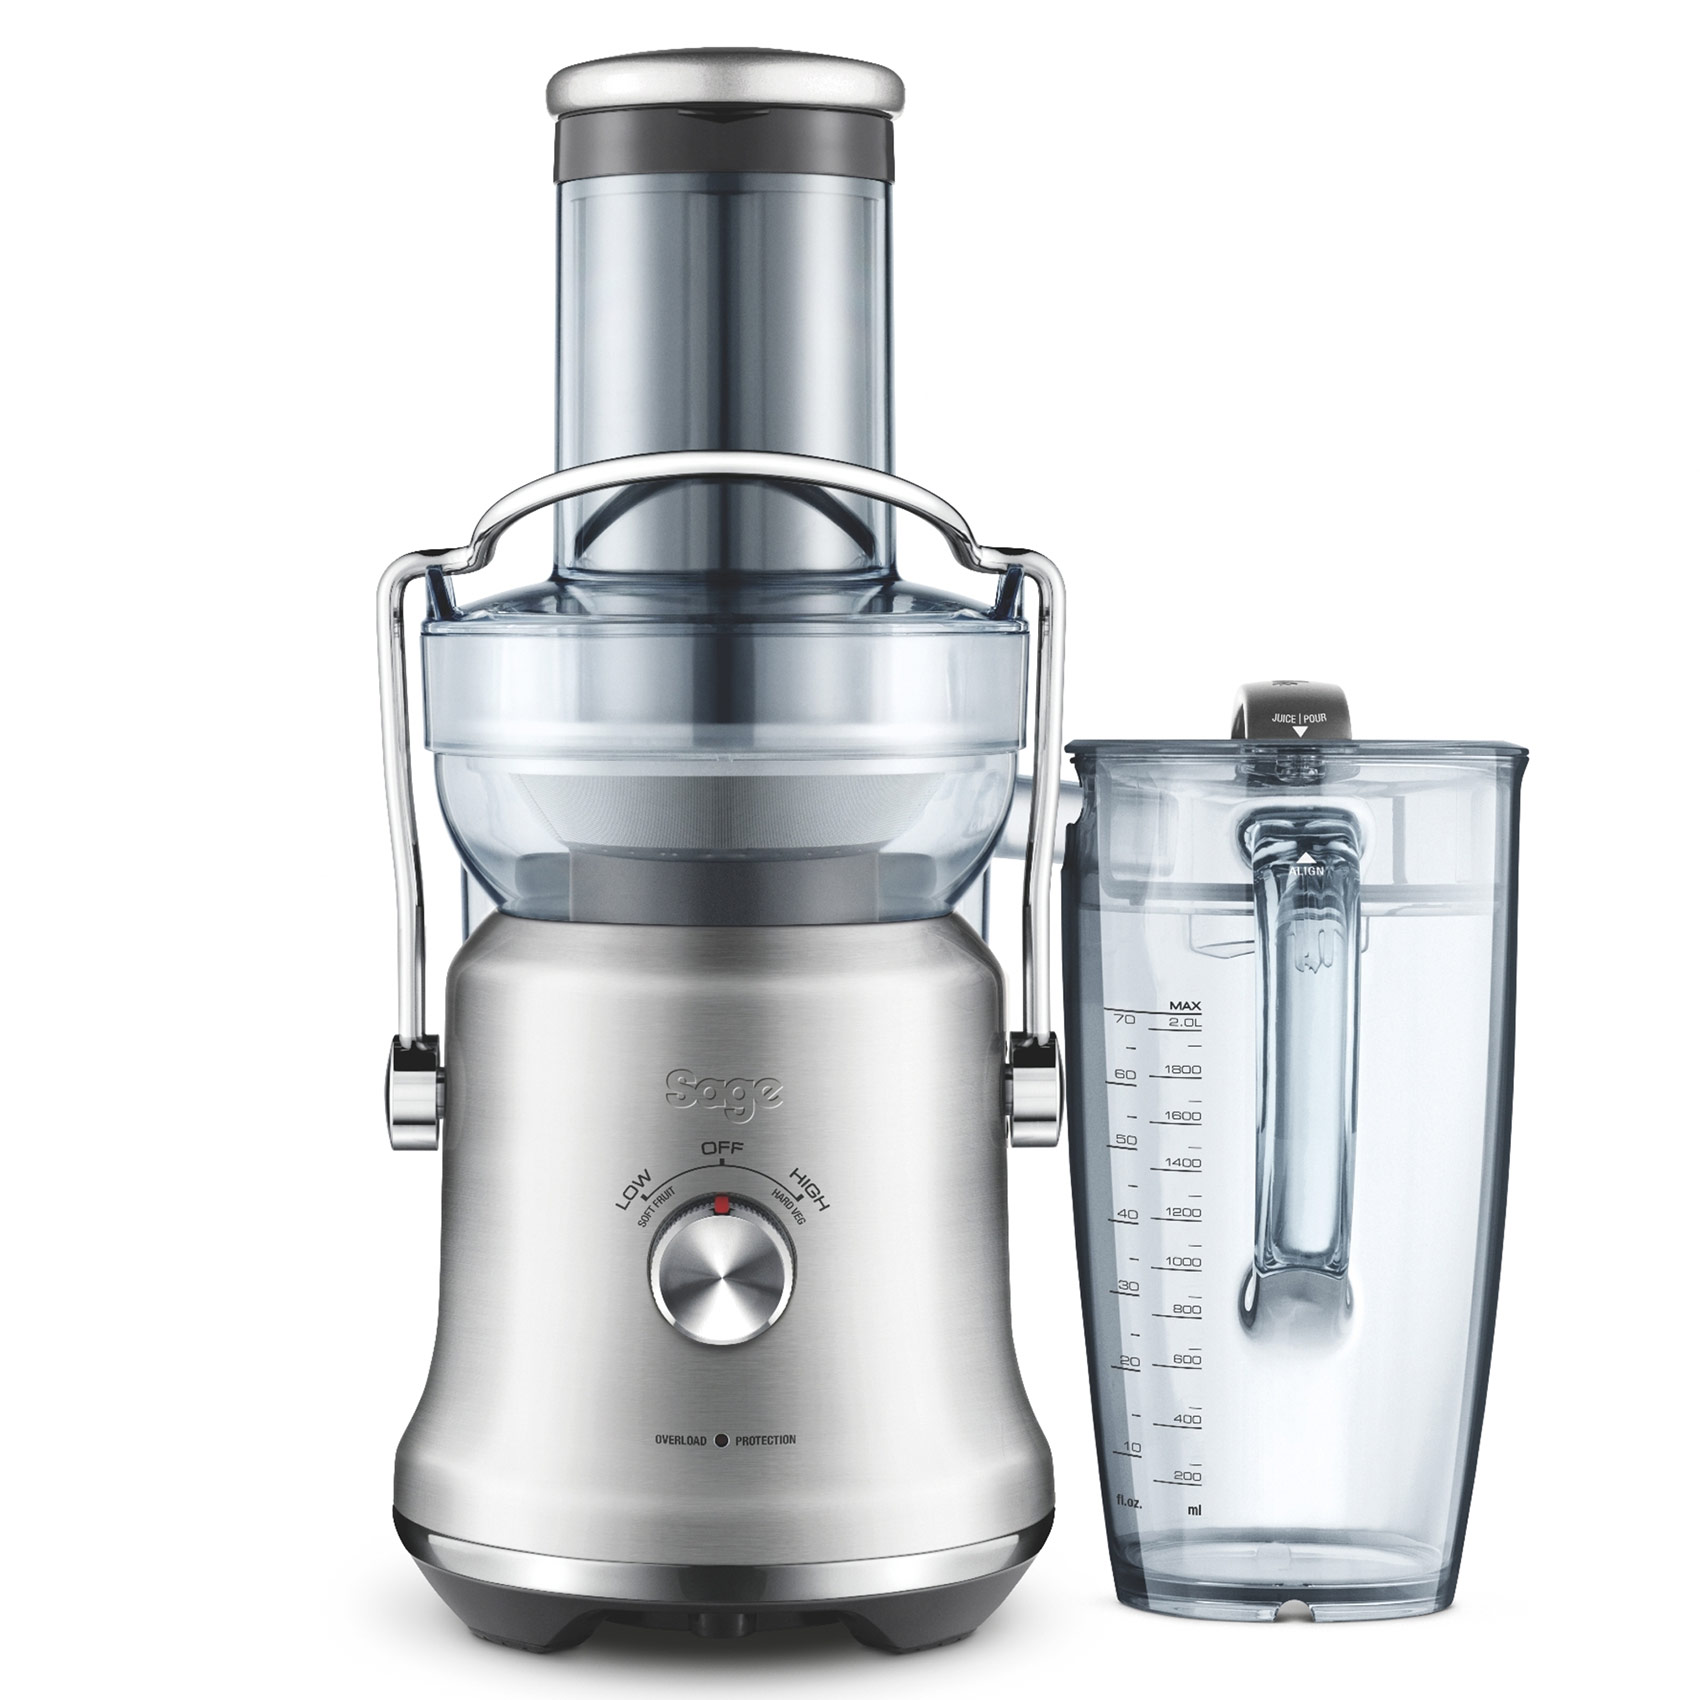 JUICE | POUR
ALIGN
Sage
OFF
LOW
HIGH
SOFT FRUIT
HARD VEG
OVERLOAD PROTECTION
MAX
70 2.0L
60 1800
1600
50
1400
40 1200
1000
30
800
20 600
400
10
200
fl.oz. ml